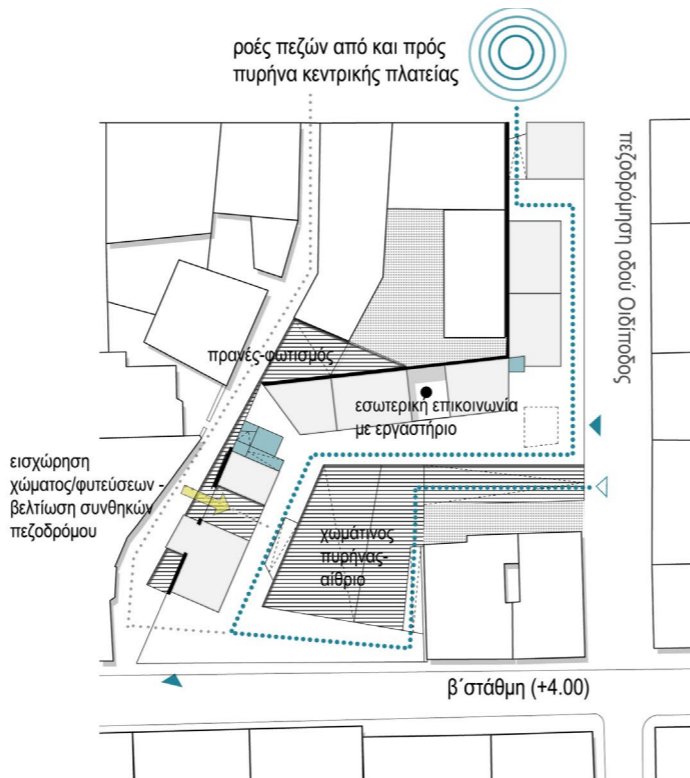 ροές πεζών από και πρός
πυρήνα κεντρικής πλατείας
πεζοδρόμηση οδού Οιδίποδος
πρανές-φωτισμός
εσωτερική επικοινωνία
με εργαστήριο
εισχώρηση
χώματος/φυτεύσεων -
βελτίωση συνθηκών
πεζοδρόμου
χωμάτινος
πυρήνας-
αίθριο
β΄στάθμη (+4.00)